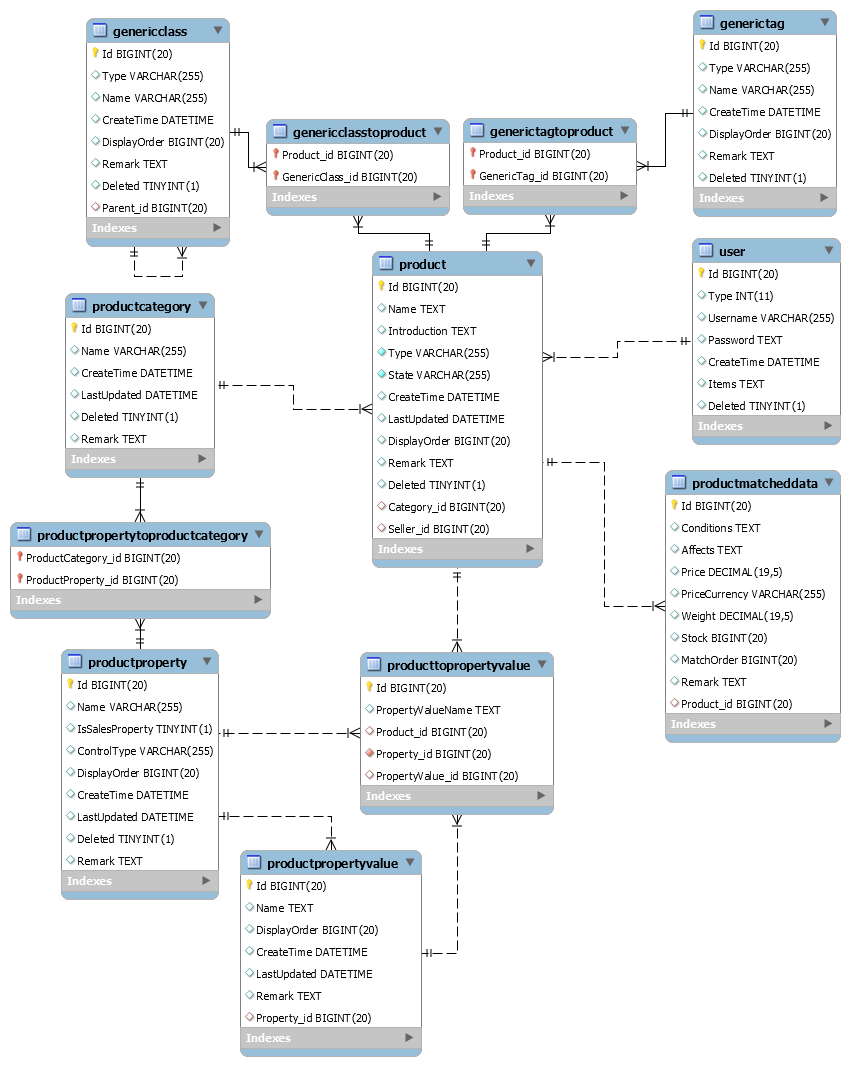 genericclass
Id BIGINT(20)
Type VARCHAR(255)
Name VARCHAR(255)
CreateTime DATETIME
DisplayOrder BIGINT(20)
Remark TEXT
Deleted TINYINT(1)
Parent_id BIGINT(20)
Indexes
genericclasstoproduct
Product_id BIGINT(20)
GenericClass_id BIGINT(20)
Indexes
generictagtoproduct
Product_id BIGINT(20)
GenericTag_id BIGINT(20)
Indexes
generictag
Id BIGINT(20)
Type VARCHAR(255)
Name VARCHAR(255)
CreateTime DATETIME
DisplayOrder BIGINT(20)
Remark TEXT
Deleted TINYINT(1)
Indexes
product
Id BIGINT(20)
Name TEXT
Introduction TEXT
Type VARCHAR(255)
State VARCHAR(255)
CreateTime DATETIME
LastUpdated DATETIME
DisplayOrder BIGINT(20)
Remark TEXT
Deleted TINYINT(1)
Category_id BIGINT(20)
Seller_id BIGINT(20)
Indexes
user
Id BIGINT(20)
Type INT(11)
Username VARCHAR(255)
Password TEXT
CreateTime DATETIME
Items TEXT
Deleted TINYINT(1)
Indexes
productcategory
Id BIGINT(20)
Name VARCHAR(255)
CreateTime DATETIME
LastUpdated DATETIME
Deleted TINYINT(1)
Remark TEXT
Indexes
productmatcheddata
Id BIGINT(20)
Conditions TEXT
Affects TEXT
Price DECIMAL(19,5)
PriceCurrency VARCHAR(255)
Weight DECIMAL(19,5)
Stock BIGINT(20)
MatchOrder BIGINT(20)
Remark TEXT
Product_id BIGINT(20)
Indexes
productpropertytoproductcategory
ProductCategory_id BIGINT(20)
ProductProperty_id BIGINT(20)
Indexes
productproperty
Id BIGINT(20)
Name VARCHAR(255)
IsSalesProperty TINYINT(1)
ControlType VARCHAR(255)
DisplayOrder BIGINT(20)
CreateTime DATETIME
LastUpdated DATETIME
Deleted TINYINT(1)
Remark TEXT
Indexes
producttopropertyvalue
Id BIGINT(20)
PropertyValueName TEXT
Product_id BIGINT(20)
Property_id BIGINT(20)
PropertyValue_id BIGINT(20)
Indexes
productpropertyvalue
Id BIGINT(20)
Name TEXT
DisplayOrder BIGINT(20)
CreateTime DATETIME
LastUpdated DATETIME
Remark TEXT
Property_id BIGINT(20)
Indexes